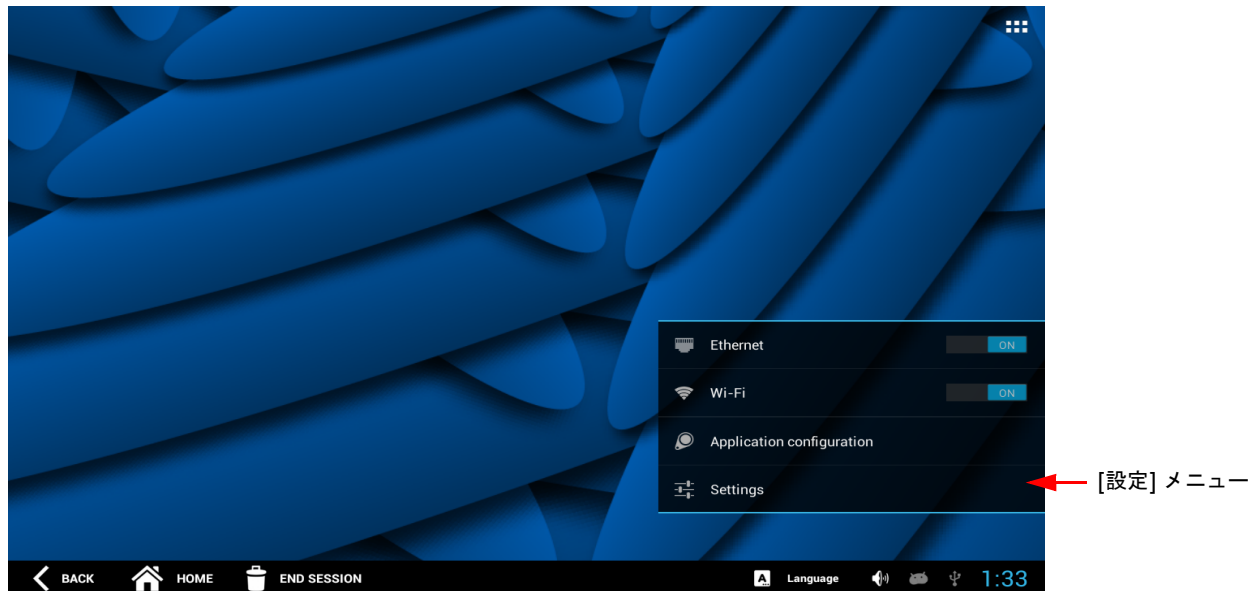 Ethernet ON
Wi-Fi ON
Application configuration
Settings
[設定] メニュー
BACK HOME END SESSION A Language 1:33